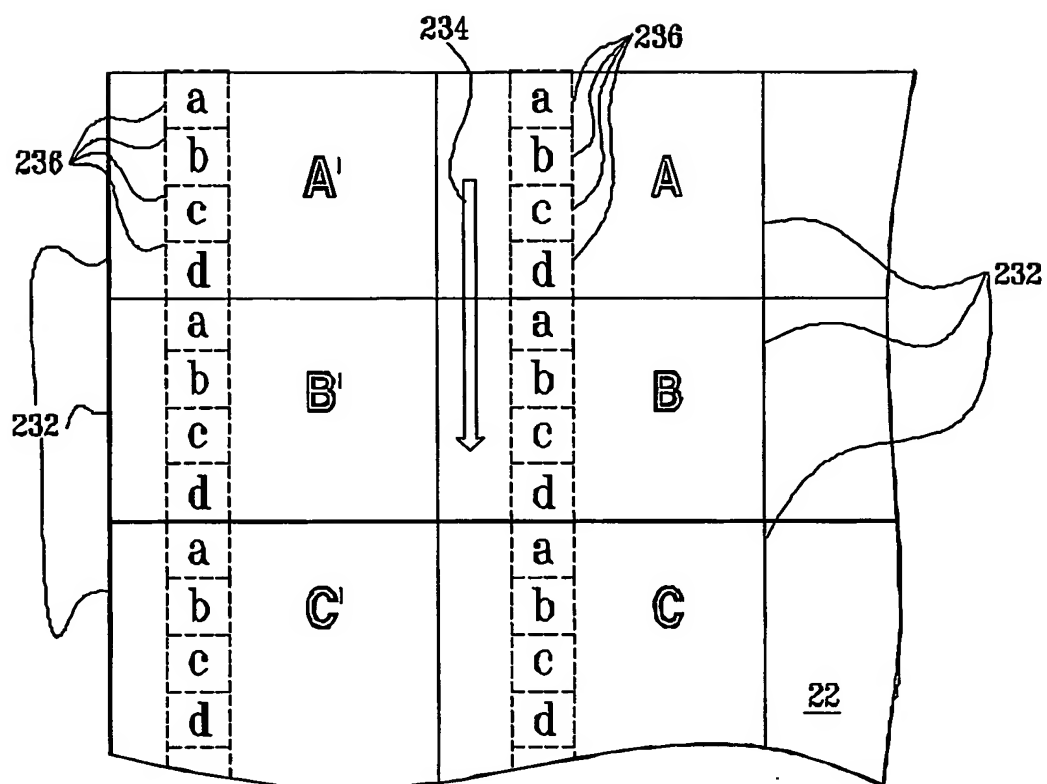 234 236
a a
b A' b A
236 c c
d d
232
a a
b B' b B
232 c c
d d
a a
b C' b C
c c
d d 22